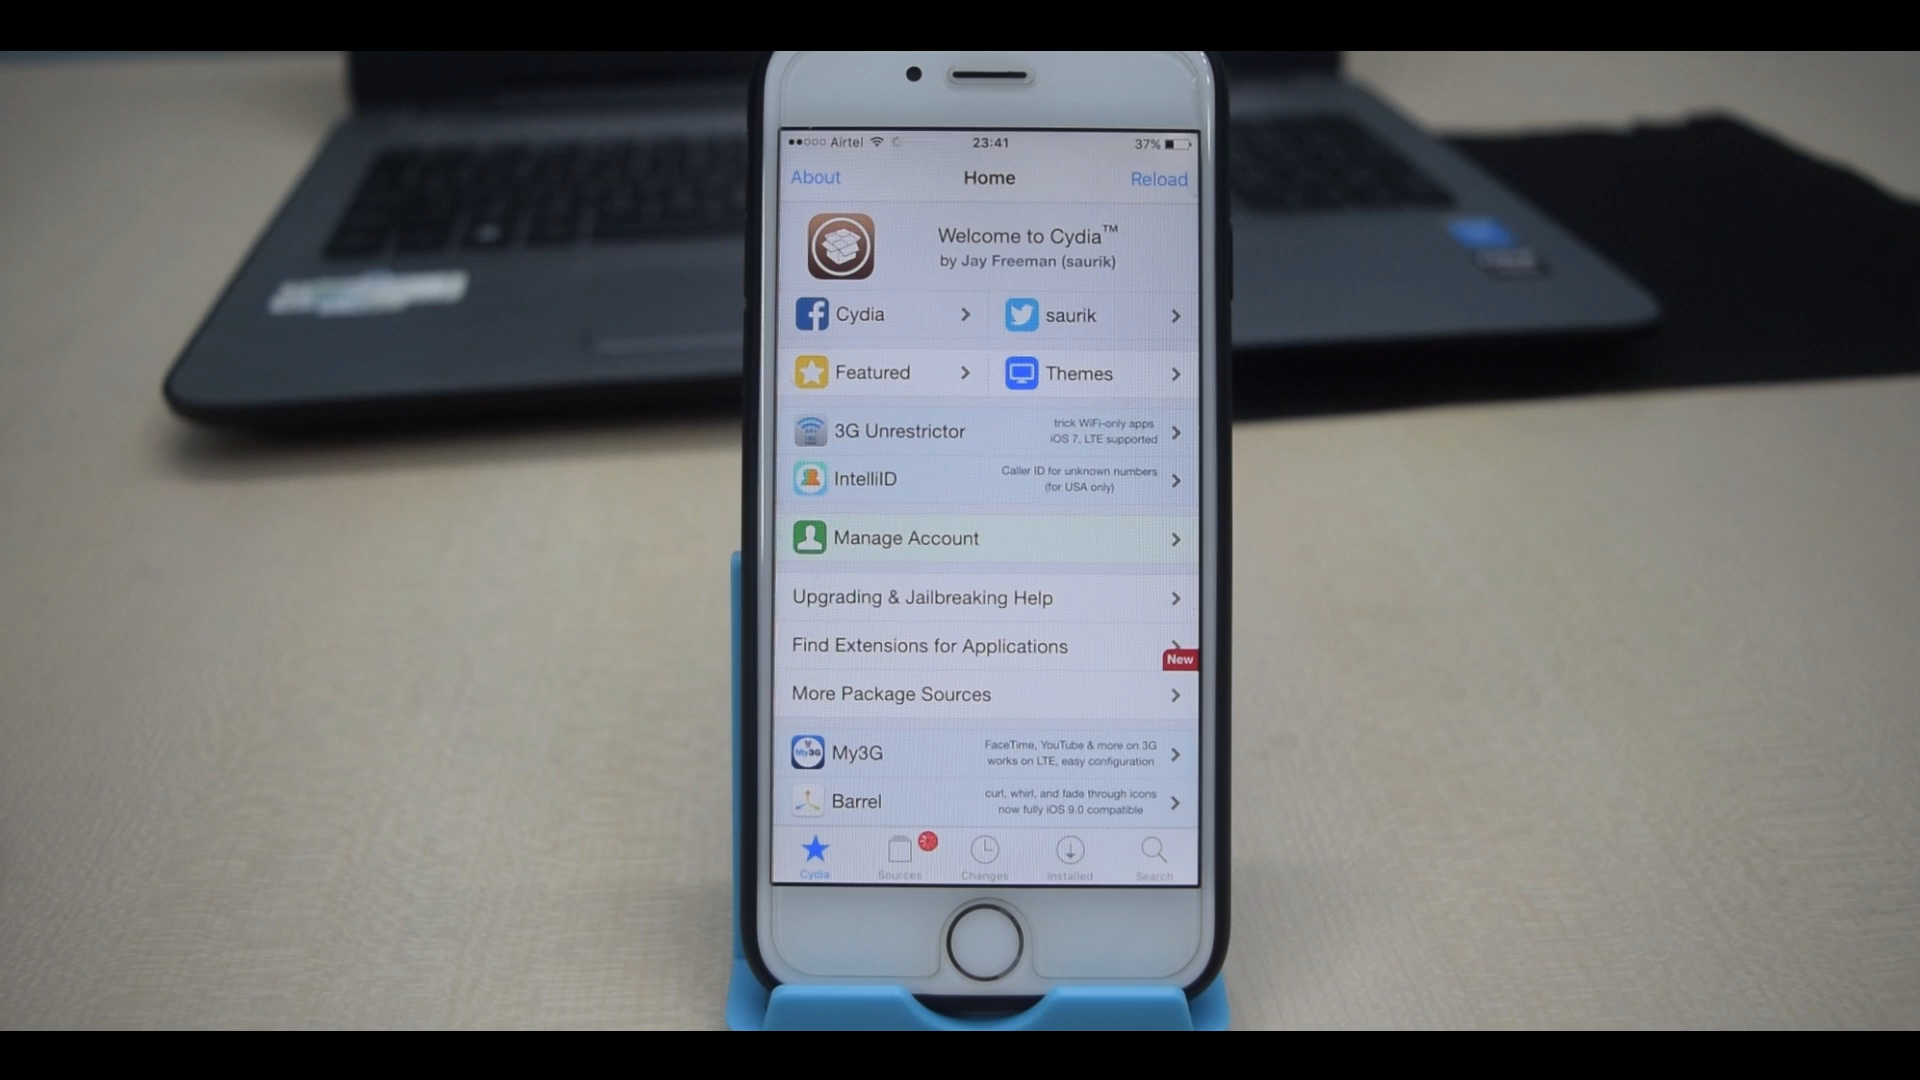 Airtel 23:41 37%
About Home Reload
Welcome to Cydia™
by Jay Freeman (saurik)
Cydia saurik
Featured Themes
3G Unrestrictor
trick WiFi-only apps
iOS 7, LTE supported
IntelliID
Caller ID for unknown numbers
(for USA only)
Manage Account
Upgrading & Jailbreaking Help
Find Extensions for Applications
New
More Package Sources
My3G
FaceTime, YouTube & more on 3G
works on LTE, easy configuration
Barrel
curl, whirl, and fade through icons
now fully iOS 9.0 compatible
Cydia Sources Changes Installed Search